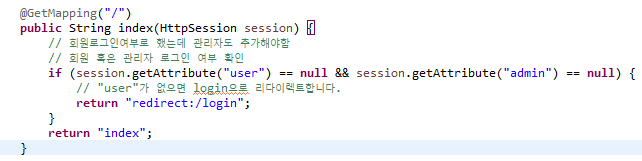 @GetMapping("/")
public String index(HttpSession session) {
// 회원로그인여부로 했는데 관리자도 추가해야함
// 회원 혹은 관리자 로그인 여부 확인
if (session.getAttribute("user") == null && session.getAttribute("admin") == null) {
// "user"가 없으면 login으로 리다이렉트합니다.
return "redirect:/login";
}
return "index";
}